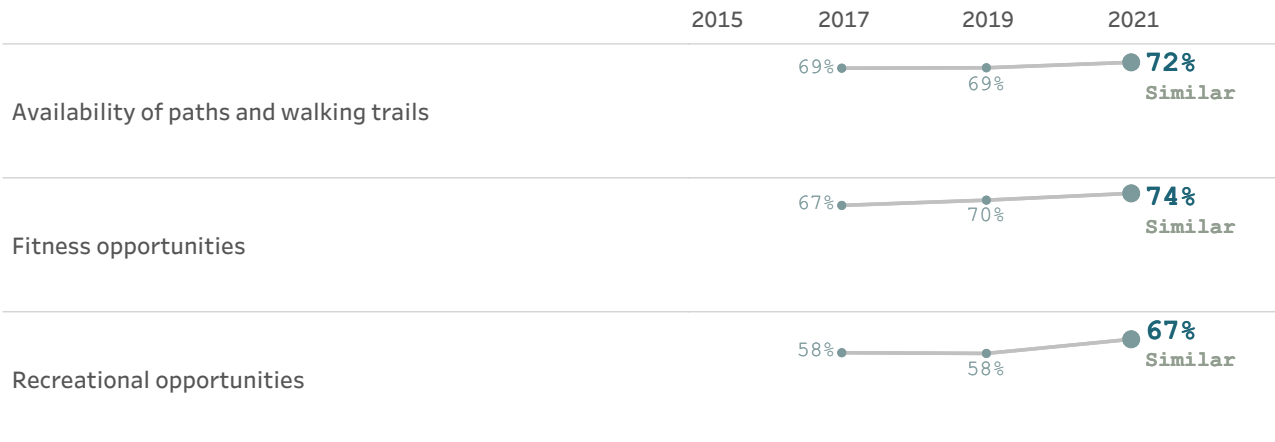 2015 2017 2019 2021
69% 69% 72%
Similar
Availability of paths and walking trails
67% 70% 74%
Similar
Fitness opportunities
58% 58% 67%
Similar
Recreational opportunities